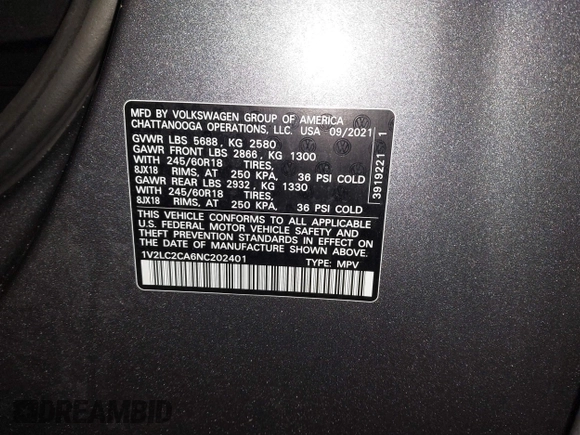 MFD BY VOLKSWAGEN GROUP OF AMERICA
CHATTANOOGA OPERATIONS, LLC. USA 09/2021
GVWR LBS 5688, KG 2580
GAWR FRONT LBS 2866, KG 1300
WITH 245/60R18 TIRES,
8JX18 RIMS, AT 250 KPA, 36 PSI COLD
GAWR REAR LBS 2932, KG 1330
WITH 245/60R18 TIRES,
8JX18 RIMS, AT 250 KPA, 36 PSI COLD
THIS VEHICLE CONFORMS TO ALL APPLICABLE
U.S. FEDERAL MOTOR VEHICLE SAFETY AND
THEFT PREVENTION STANDARDS IN EFFECT ON
THE DATE OF MANUFACTURE SHOWN ABOVE.
1V2LC2CA6NC202401 TYPE: MPV
3919221 1
DREAMBID